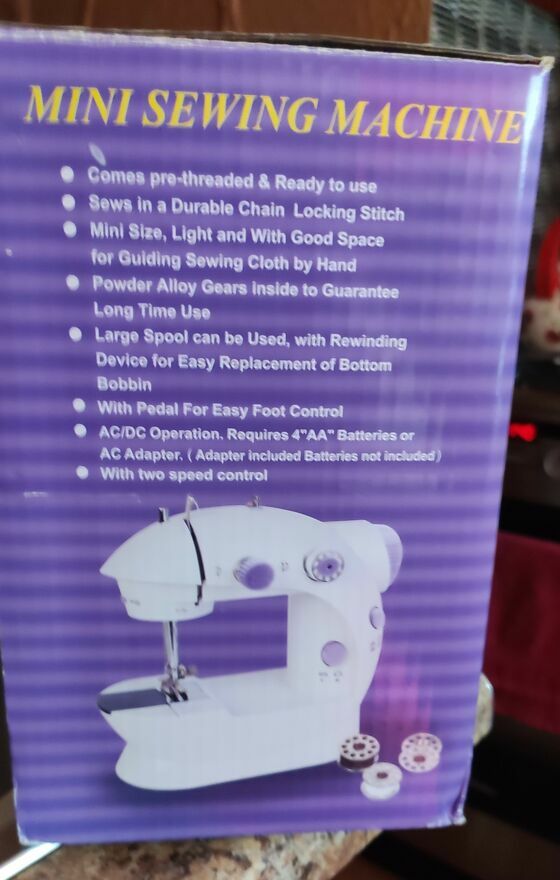 MINI SEWING MACHINE
Comes pre-threaded & Ready to use
Sews in a Durable Chain Locking Stitch
Mini Size, Light and With Good Space
for Guiding Sewing Cloth by Hand
Powder Alloy Gears inside to Guarantee
Long Time Use
Large Spool can be Used, with Rewinding
Device for Easy Replacement of Bottom
Bobbin
With Pedal For Easy Foot Control
AC/DC Operation. Requires 4"AA" Batteries or
AC Adapter. ( Adapter included Batteries not included )
With two speed control